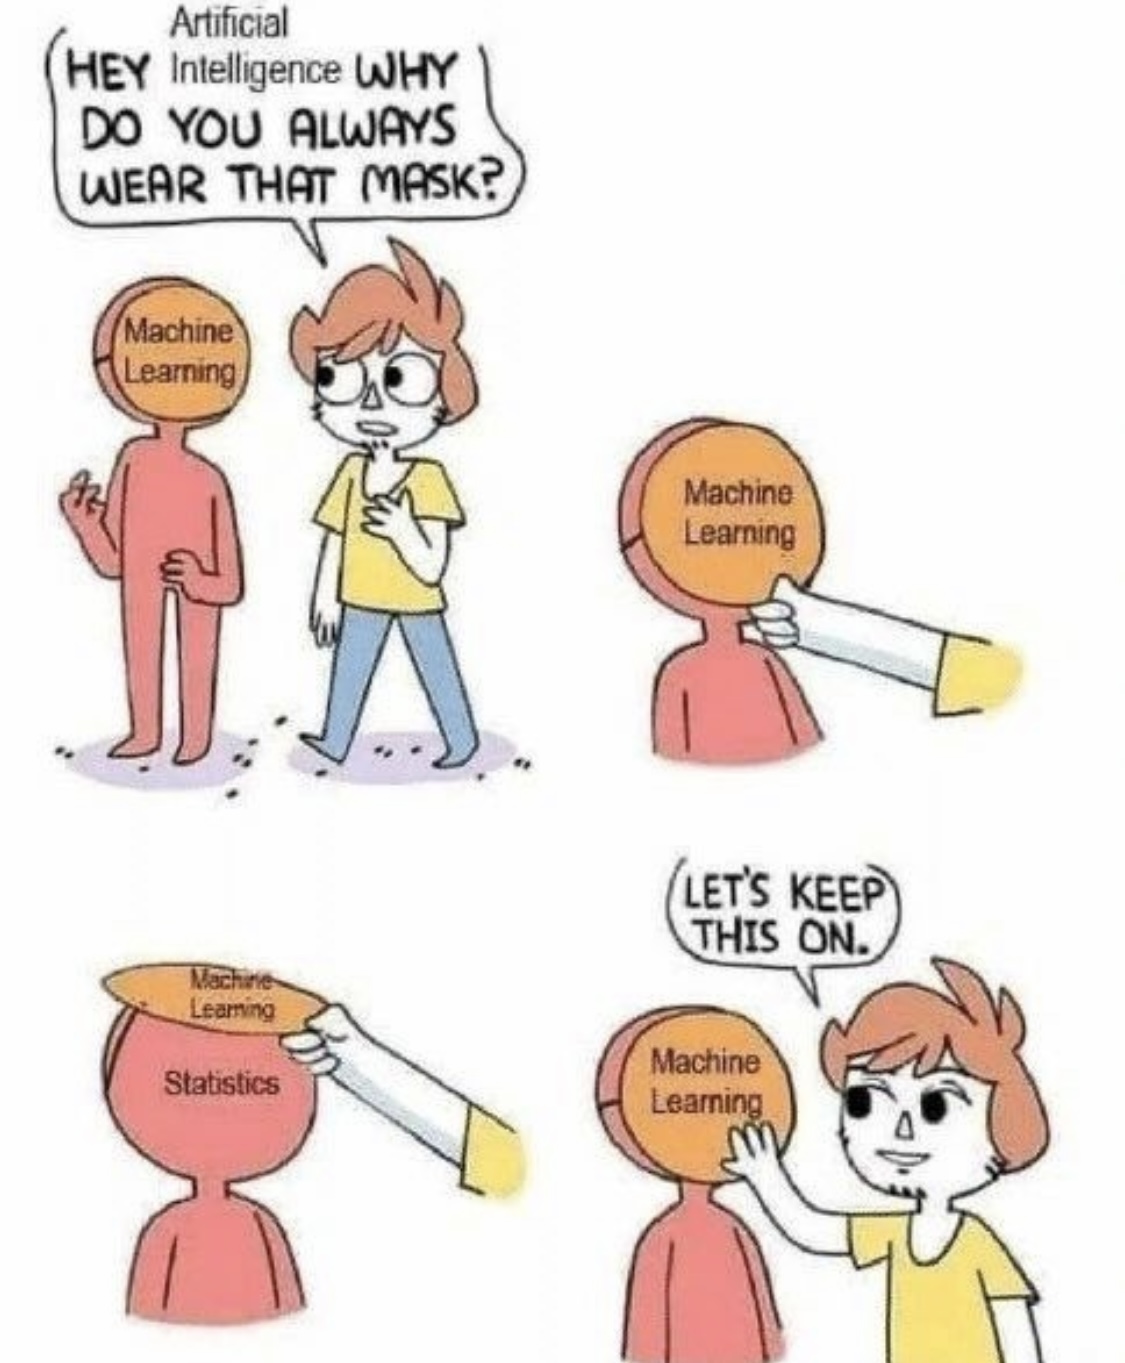 Artificial
HEY Intelligence WHY
DO YOU ALWAYS
WEAR THAT MASK?
Machine
Learning
Machine
Learning
Machine
Learning
Statistics
LET'S KEEP
THIS ON.
Machine
Learning